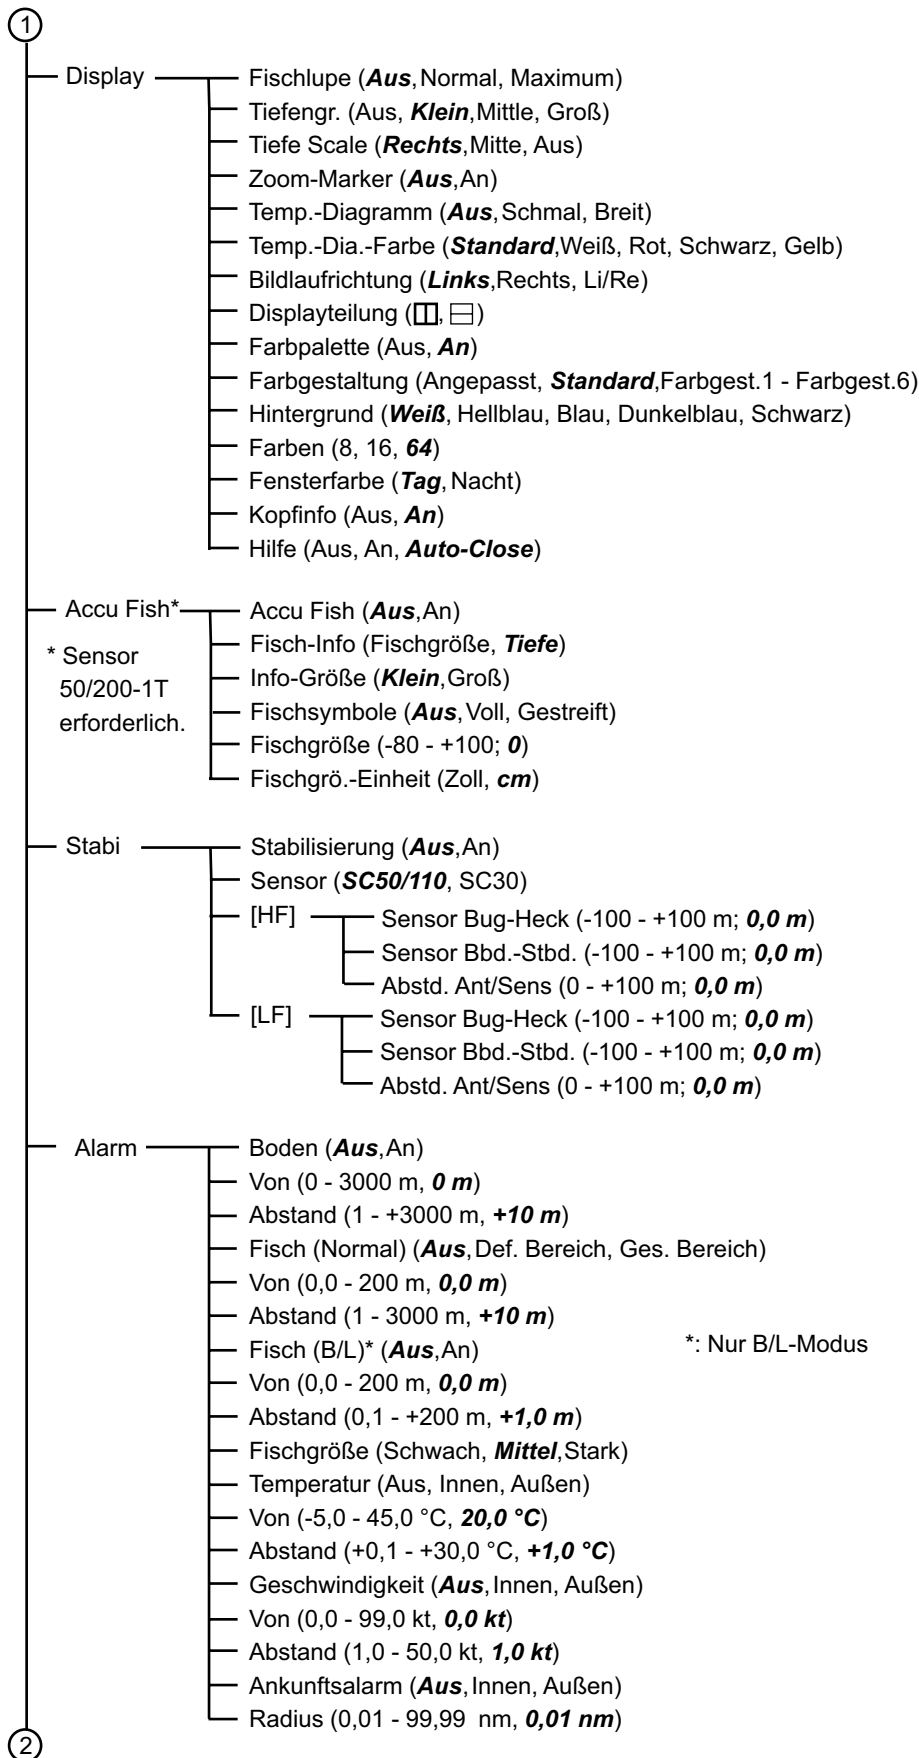 1
Display
Fischlupe (Aus, Normal, Maximum)
Tiefengr. (Aus, Klein, Mittle, Groß)
Tiefe Scale (Rechts, Mitte, Aus)
Zoom-Marker (Aus, An)
Temp.-Diagramm (Aus, Schmal, Breit)
Temp.-Dia.-Farbe (Standard, Weiß, Rot, Schwarz, Gelb)
Bildlaufrichtung (Links, Rechts, Li/Re)
Displayteilung ( , )
Farbpalette (Aus, An)
Farbgestaltung (Angepasst, Standard, Farbgest.1 - Farbgest.6)
Hintergrund (Weiß, Hellblau, Blau, Dunkelblau, Schwarz)
Farben (8, 16, 64)
Fensterfarbe (Tag, Nacht)
Kopfinfo (Aus, An)
Hilfe (Aus, An, Auto-Close)
Accu Fish*
* Sensor
50/200-1T
erforderlich.
Accu Fish (Aus, An)
Fisch-Info (Fischgröße, Tiefe)
Info-Größe (Klein, Groß)
Fischsymbole (Aus, Voll, Gestreift)
Fischgröße (-80 - +100; 0)
Fischgrö.-Einheit (Zoll, cm)
Stabi
Stabilisierung (Aus, An)
Sensor (SC50/110, SC30)
[HF]
Sensor Bug-Heck (-100 - +100 m; 0,0 m)
Sensor Bbd.-Stbd. (-100 - +100 m; 0,0 m)
Abstd. Ant/Sens (0 - +100 m; 0,0 m)
[LF]
Sensor Bug-Heck (-100 - +100 m; 0,0 m)
Sensor Bbd.-Stbd. (-100 - +100 m; 0,0 m)
Abstd. Ant/Sens (0 - +100 m; 0,0 m)
Alarm
Boden (Aus, An)
Von (0 - 3000 m, 0 m)
Abstand (1 - +3000 m, +10 m)
Fisch (Normal) (Aus, Def. Bereich, Ges. Bereich)
Von (0,0 - 200 m, 0,0 m)
Abstand (1 - 3000 m, +10 m)
Fisch (B/L)* (Aus, An)
*: Nur B/L-Modus
Von (0,0 - 200 m, 0,0 m)
Abstand (0,1 - +200 m, +1,0 m)
Fischgröße (Schwach, Mittel, Stark)
Temperatur (Aus, Innen, Außen)
Von (-5,0 - 45,0 °C, 20,0 °C)
Abstand (+0,1 - +30,0 °C, +1,0 °C)
Geschwindigkeit (Aus, Innen, Außen)
Von (0,0 - 99,0 kt, 0,0 kt)
Abstand (1,0 - 50,0 kt, 1,0 kt)
Ankunftsalarm (Aus, Innen, Außen)
Radius (0,01 - 99,99 nm, 0,01 nm)
2